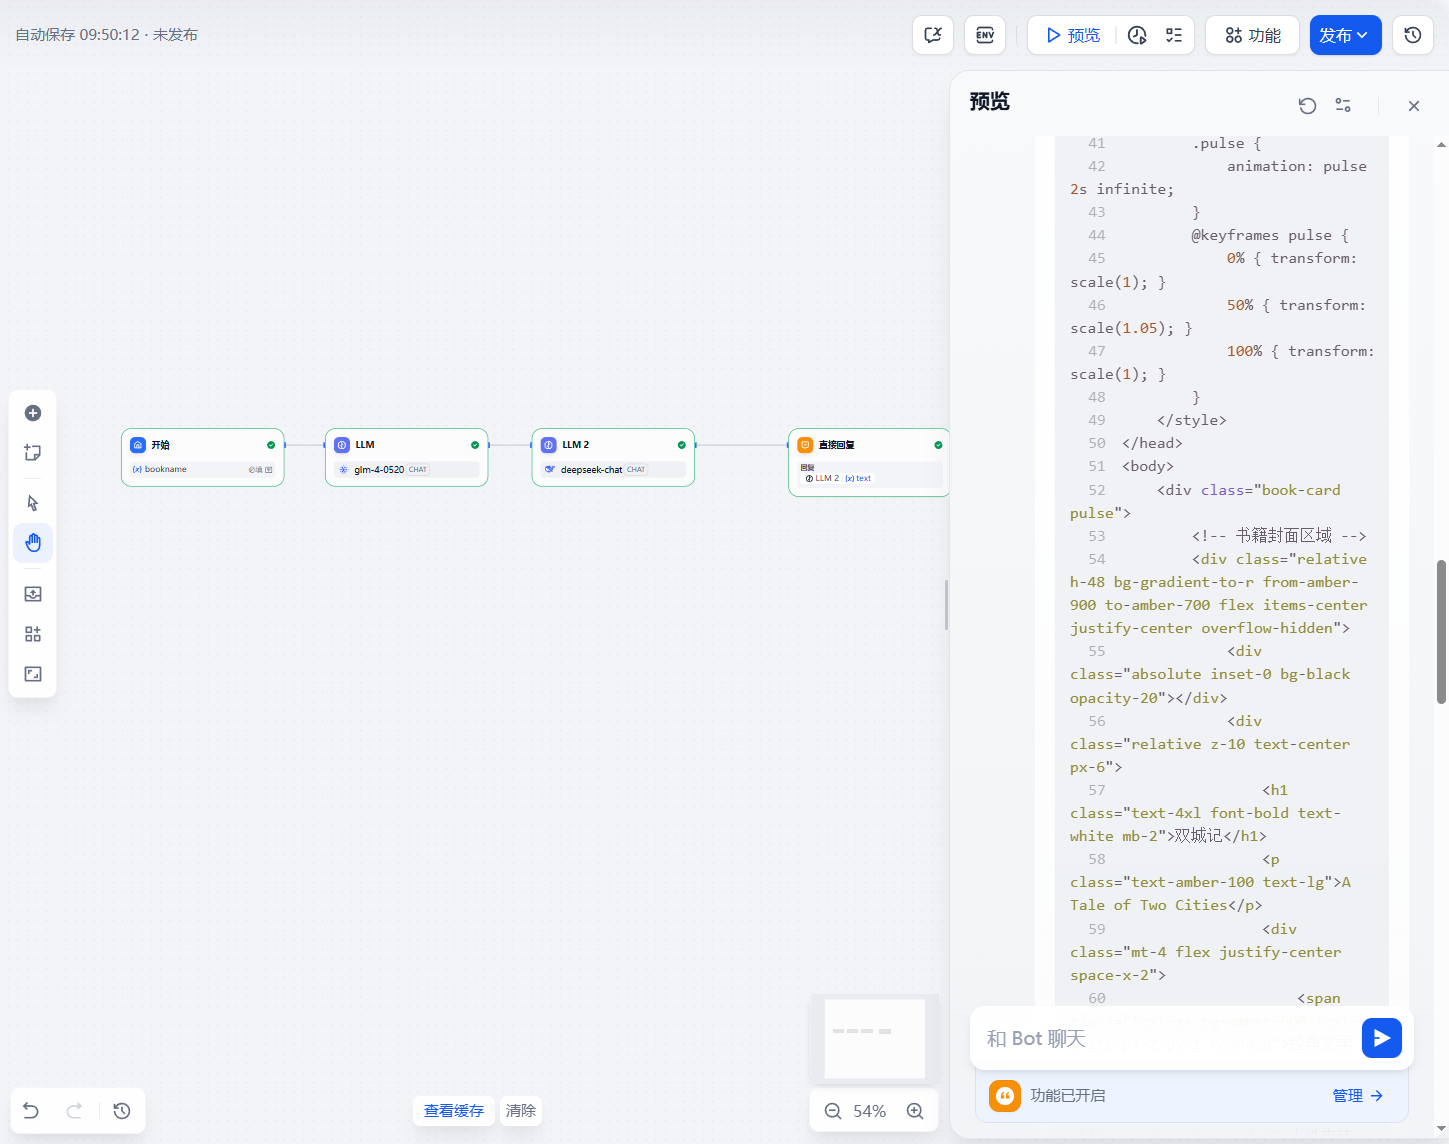 自动保存 09:50:12 · 未发布
ENV
预览
功能
发布
预览
41 .pulse {
42 animation: pulse
2s infinite;
43 }
44 @keyframes pulse {
45 0% { transform:
scale(1); }
46 50% { transform:
scale(1.05); }
47 100% { transform:
scale(1); }
48 }
49 </style>
50 </head>
51 <body>
52 <div class="book-card
pulse">
53 <!-- 书籍封面区域 -->
54 <div class="relative
h-48 bg-gradient-to-r from-amber-
900 to-amber-700 flex items-center
justify-center overflow-hidden">
55 <div
class="absolute inset-0 bg-black
opacity-20"></div>
56 <div
class="relative z-10 text-center
px-6">
57 <h1
class="text-4xl font-bold text-
white mb-2">双城记</h1>
58 <p
class="text-amber-100 text-lg">A
Tale of Two Cities</p>
59 <div
class="mt-4 flex justify-center
space-x-2">
60 <span
开始
{x} bookname 必填
LLM
glm-4-0520 CHAT
LLM 2
deepseek-chat CHAT
直接回复
回复
LLM 2 / {x} text
和 Bot 聊天
功能已开启
管理
查看缓存
清除
54%